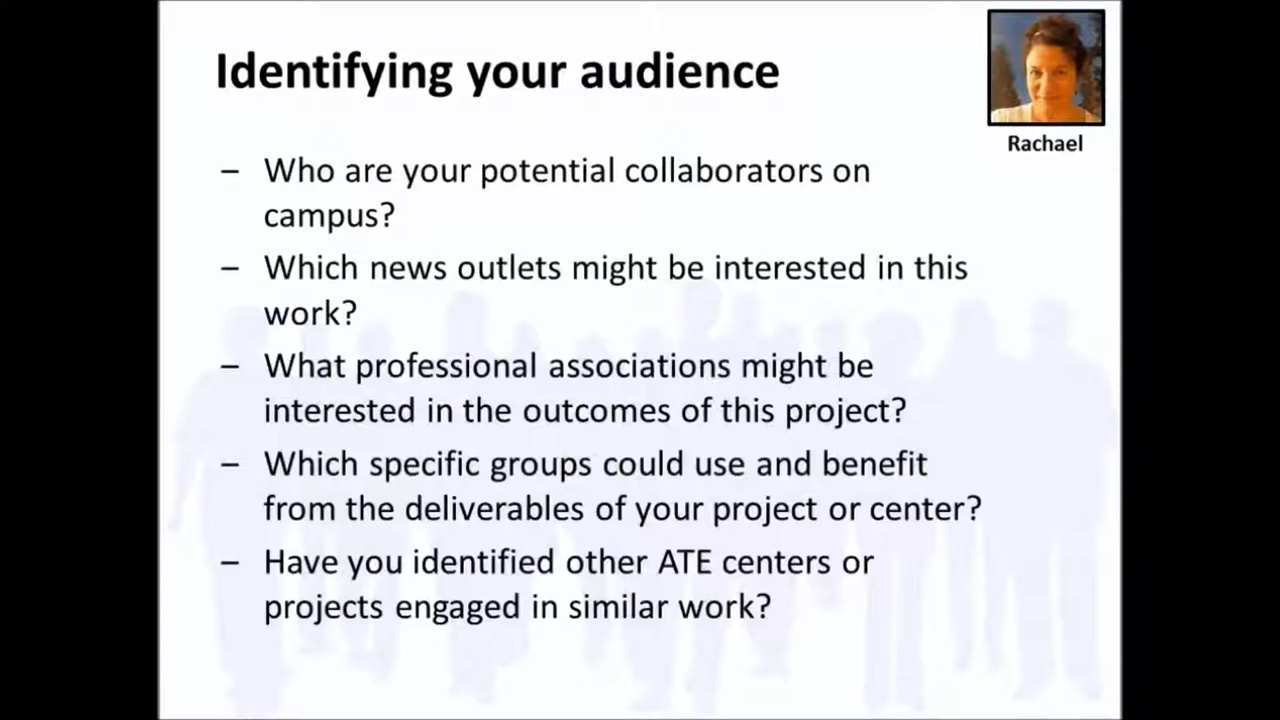 Identifying your audience
Rachael
– Who are your potential collaborators on
campus?
– Which news outlets might be interested in this
work?
– What professional associations might be
interested in the outcomes of this project?
– Which specific groups could use and benefit
from the deliverables of your project or center?
– Have you identified other ATE centers or
projects engaged in similar work?